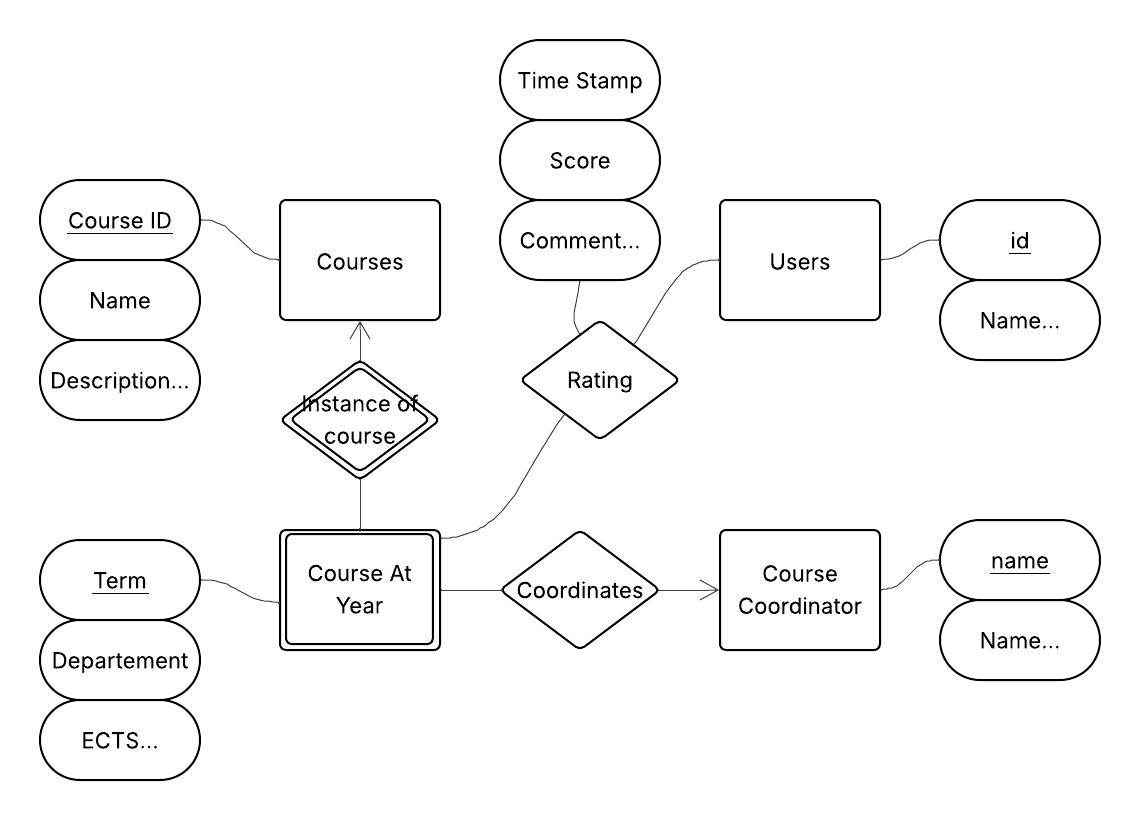 Time Stamp
Score
Comment...
Course ID
Name
Description...
Courses
Users
id
Name...
Rating
Instance of
course
Term
Departement
ECTS...
Course At
Year
Coordinates
Course
Coordinator
name
Name...